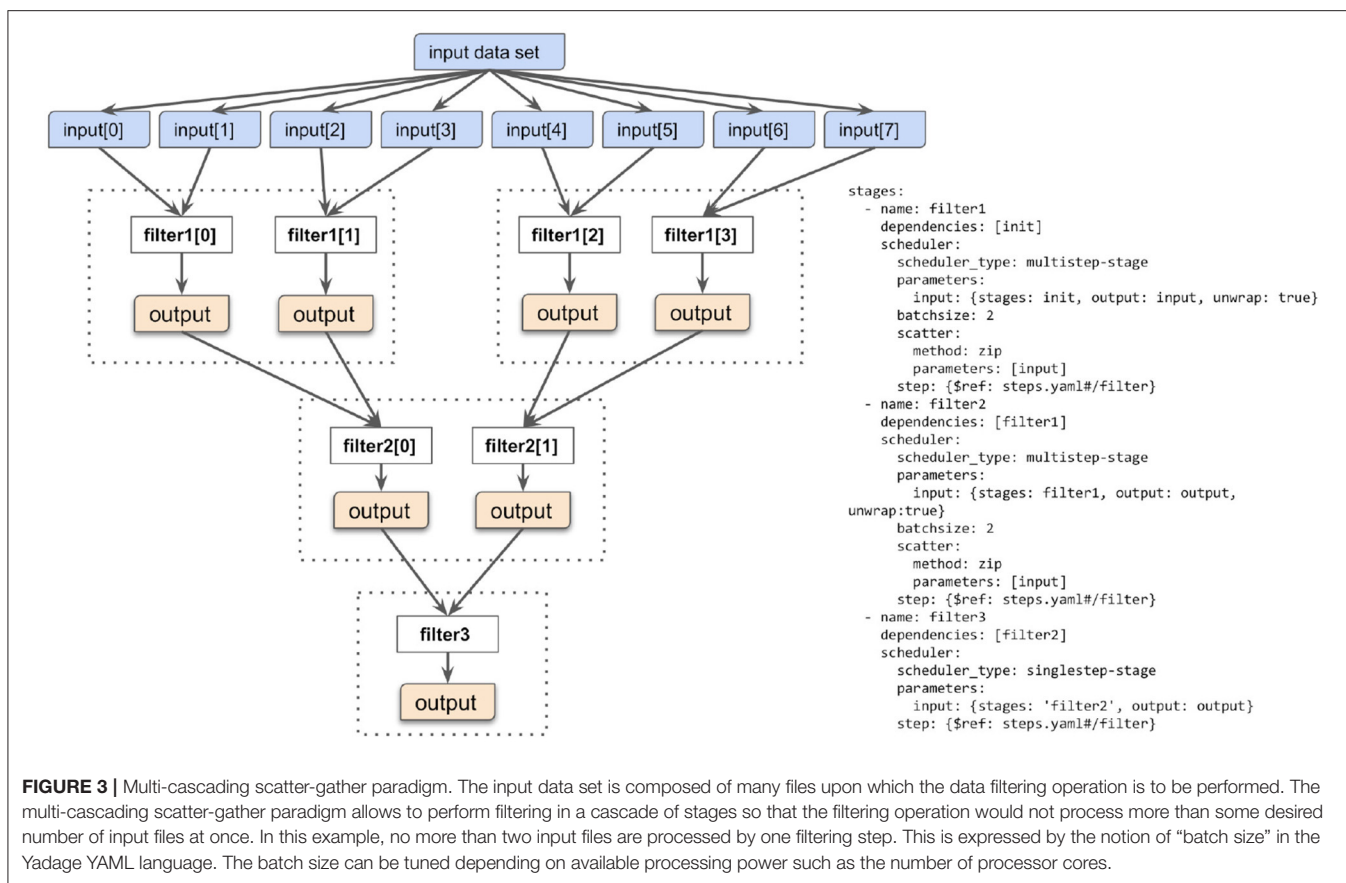 input data set
input[0] input[1] input[2] input[3] input[4] input[5] input[6] input[7]
filter1[0] filter1[1] filter1[2] filter1[3]
output output output output
filter2[0] filter2[1]
output output
filter3
output
stages:
  - name: filter1
    dependencies: [init]
    scheduler:
      scheduler_type: multistep-stage
      parameters:
        input: {stages: init, output: input, unwrap: true}
      batchsize: 2
      scatter:
        method: zip
        parameters: [input]
      step: {$ref: steps.yaml#/filter}
  - name: filter2
    dependencies: [filter1]
    scheduler:
      scheduler_type: multistep-stage
      parameters:
        input: {stages: filter1, output: output,
unwrap:true}
      batchsize: 2
      scatter:
        method: zip
        parameters: [input]
      step: {$ref: steps.yaml#/filter}
  - name: filter3
    dependencies: [filter2]
    scheduler:
      scheduler_type: singlestep-stage
      parameters:
        input: {stages: 'filter2', output: output}
      step: {$ref: steps.yaml#/filter}
FIGURE 3 | Multi-cascading scatter-gather paradigm. The input data set is composed of many files upon which the data filtering operation is to be performed. The
multi-cascading scatter-gather paradigm allows to perform filtering in a cascade of stages so that the filtering operation would not process more than some desired
number of input files at once. In this example, no more than two input files are processed by one filtering step. This is expressed by the notion of “batch size” in the
Yadage YAML language. The batch size can be tuned depending on available processing power such as the number of processor cores.